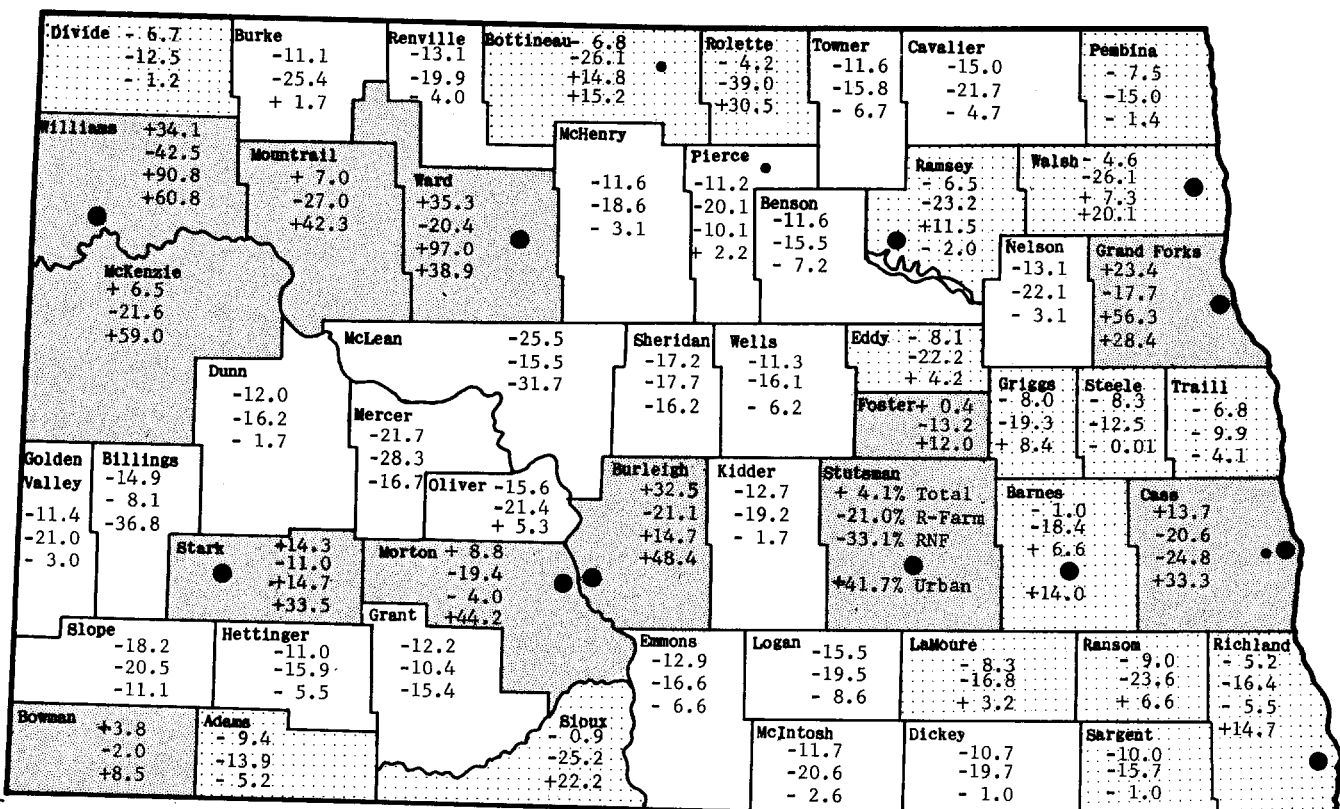 Divide - 6.7
-12.5
- 1.2
Burke
-11.1
-25.4
+ 1.7
Renville
-13.1
-19.9
- 4.0
Bottineau- 6.8
-26.1
+14.8
+15.2
Rolette
- 4.2
-39.0
+30.5
Towner
-11.6
-15.8
- 6.7
Cavalier
-15.0
-21.7
- 4.7
Pembina
- 7.5
-15.0
- 1.4
Williams +34.1
-42.5
+90.8
+60.8
Mountrail
+ 7.0
-27.0
+42.3
Ward
+35.3
-20.4
+97.0
+38.9
McHenry
-11.6
-18.6
- 3.1
Pierce
-11.2
-20.1
-10.1
+ 2.2
Benson
-11.6
-15.5
- 7.2
Ramsey
- 6.5
-23.2
+11.5
- 2.0
Walsh- 4.6
-26.1
+ 7.3
+20.1
Nelson
-13.1
-22.1
- 3.1
Grand Forks
+23.4
-17.7
+56.3
+28.4
McKenzie
+ 6.5
-21.6
+59.0
McLean -25.5
-15.5
-31.7
Sheridan
-17.2
-17.7
-16.2
Wells
-11.3
-16.1
- 6.2
Eddy - 8.1
-22.2
+ 4.2
Dunn
-12.0
-16.2
- 1.7
Mercer
-21.7
-28.3
-16.7
Foster+ 0.4
-13.2
+12.0
Griggs
- 8.0
-19.3
+ 8.4
Steele
- 8.3
-12.5
- 0.01
Traill
- 6.8
- 9.9
- 4.1
Golden
Valley
-11.4
-21.0
- 3.0
Billings
-14.9
- 8.1
-36.8
Oliver -15.6
-21.4
+ 5.3
Burleigh
+32.5
-21.1
+14.7
+48.4
Kidder
-12.7
-19.2
- 1.7
Stutsman
+ 4.1% Total
-21.0% R-Farm
-33.1% RNF
+41.7% Urban
Barnes
- 1.0
-18.4
+ 6.6
+14.0
Cass
+13.7
-20.6
-24.8
+33.3
Stark +14.3
-11.0
+14.7
+33.5
Morton + 8.8
-19.4
- 4.0
+44.2
Grant
-12.2
-10.4
-15.4
Slope
-18.2
-20.5
-11.1
Hettinger
-11.0
-15.9
- 5.5
Emmons
-12.9
-16.6
- 6.6
Logan -15.5
-19.5
- 8.6
LaMoure
- 8.3
-16.8
+ 3.2
Ransom
- 9.0
-23.6
+ 6.6
Richland
- 5.2
-16.4
- 5.5
+14.7
Bowman
+3.8
-2.0
+8.5
Adams
- 9.4
-13.9
- 5.2
Sioux
- 0.9
-25.2
+22.2
McIntosh
-11.7
-20.6
- 2.6
Dickey
-10.7
-19.7
- 1.0
Sargent
-10.0
-15.7
- 1.0